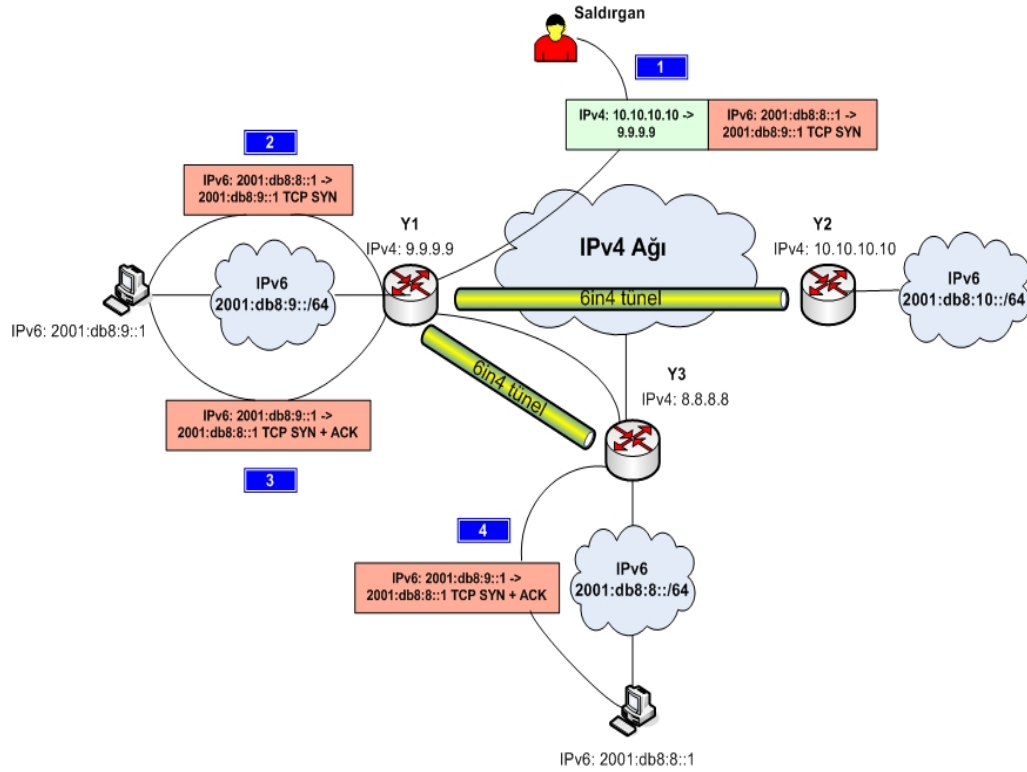 Saldırgan
1
IPv4: 10.10.10.10 ->
9.9.9.9
IPv6: 2001:db8:8::1 ->
2001:db8:9::1 TCP SYN
2
IPv6: 2001:db8:8::1 ->
2001:db8:9::1 TCP SYN
Y1
IPv4: 9.9.9.9
IPv4 Ağı
Y2
IPv4: 10.10.10.10
IPv6
2001:db8:9::/64
6in4 tünel
IPv6
2001:db8:10::/64
IPv6: 2001:db8:9::1
6in4 tünel
Y3
IPv4: 8.8.8.8
IPv6: 2001:db8:9::1 ->
2001:db8:8::1 TCP SYN + ACK
3
4
IPv6: 2001:db8:9::1 ->
2001:db8:8::1 TCP SYN + ACK
IPv6
2001:db8:8::/64
IPv6: 2001:db8:8::1